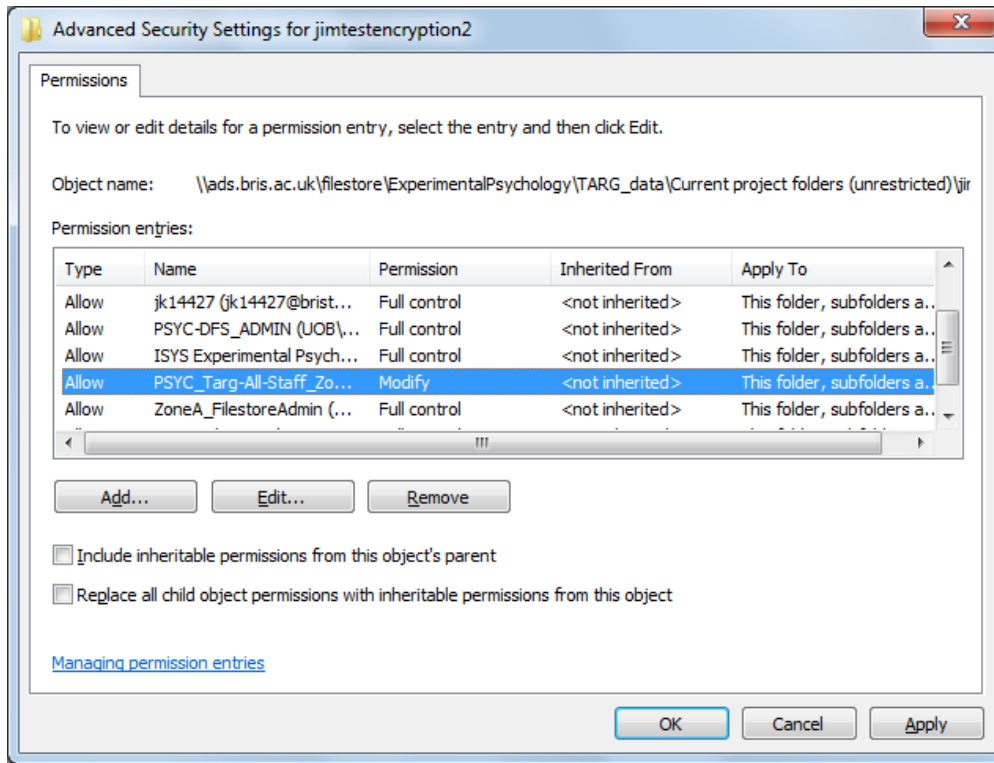 Advanced Security Settings for jimtestencryption2
Permissions
To view or edit details for a permission entry, select the entry and then click Edit.
Object name: \\ads.bris.ac.uk\filestore\ExperimentalPsychology\TARG_data\Current project folders (unrestricted)\jir
Permission entries:
Type Name Permission Inherited From Apply To
Allow jk14427 (jk14427@brist... Full control <not inherited> This folder, subfolders a...
Allow PSYC-DFS_ADMIN (UOB\... Full control <not inherited> This folder, subfolders a...
Allow ISYS Experimental Psych... Full control <not inherited> This folder, subfolders a...
Allow PSYC_Targ-All-Staff_Zo... Modify <not inherited> This folder, subfolders a...
Allow ZoneA_FilestoreAdmin (... Full control <not inherited> This folder, subfolders a...
Add... Edit... Remove
Include inheritable permissions from this object's parent
Replace all child object permissions with inheritable permissions from this object
Managing permission entries
OK Cancel Apply